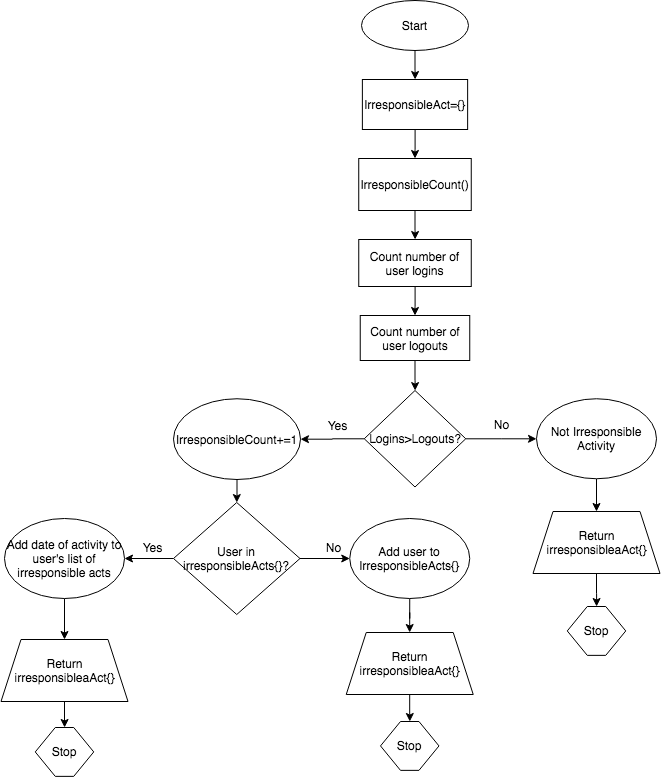 Start
IrresponsibleAct={}
IrresponsibleCount()
Count number of
user logins
Count number of
user logouts
Logins>Logouts?
Yes
No
IrresponsibleCount+=1
Not Irresponsible
Activity
User in
irresponsibleActs{}?
Yes
No
Add date of activity to
user's list of
irresponsible acts
Add user to
IrresponsibleActs{}
Return
irresponsibleaAct{}
Stop
Return
irresponsibleaAct{}
Stop
Return
irresponsibleaAct{}
Stop